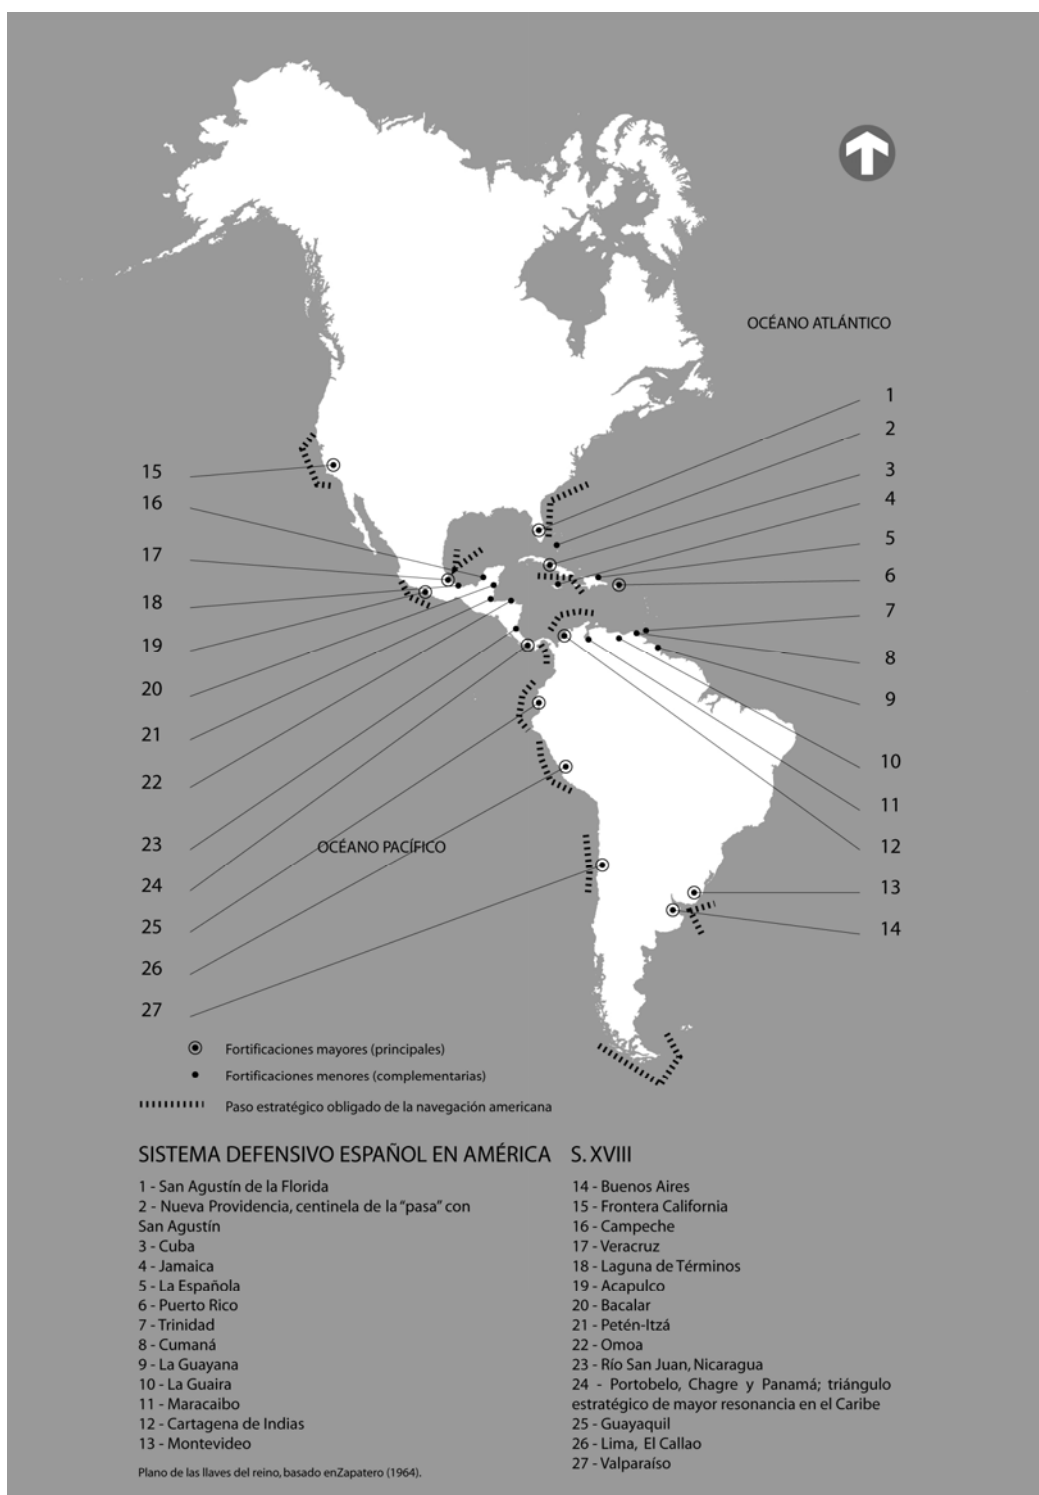 OCÉANO ATLÁNTICO
1
2
3
4
5
6
7
8
9
10
11
12
13
14
15
16
17
18
19
20
21
22
23
24
25
26
27
OCÉANO PACÍFICO
Fortificaciones mayores (principales)
Fortificaciones menores (complementarias)
Paso estratégico obligado de la navegación americana
SISTEMA DEFENSIVO ESPAÑOL EN AMÉRICA S. XVIII
1 - San Agustín de la Florida
2 - Nueva Providencia, centinela de la “pasa” con
San Agustín
3 - Cuba
4 - Jamaica
5 - La Española
6 - Puerto Rico
7 - Trinidad
8 - Cumaná
9 - La Guayana
10 - La Guaira
11 - Maracaibo
12 - Cartagena de Indias
13 - Montevideo
14 - Buenos Aires
15 - Frontera California
16 - Campeche
17 - Veracruz
18 - Laguna de Términos
19 - Acapulco
20 - Bacalar
21 - Petén-Itzá
22 - Omoa
23 - Río San Juan, Nicaragua
24 - Portobelo, Chagre y Panamá; triángulo
estratégico de mayor resonancia en el Caribe
25 - Guayaquil
26 - Lima, El Callao
27 - Valparaíso
Plano de las llaves del reino, basado enZapatero (1964).